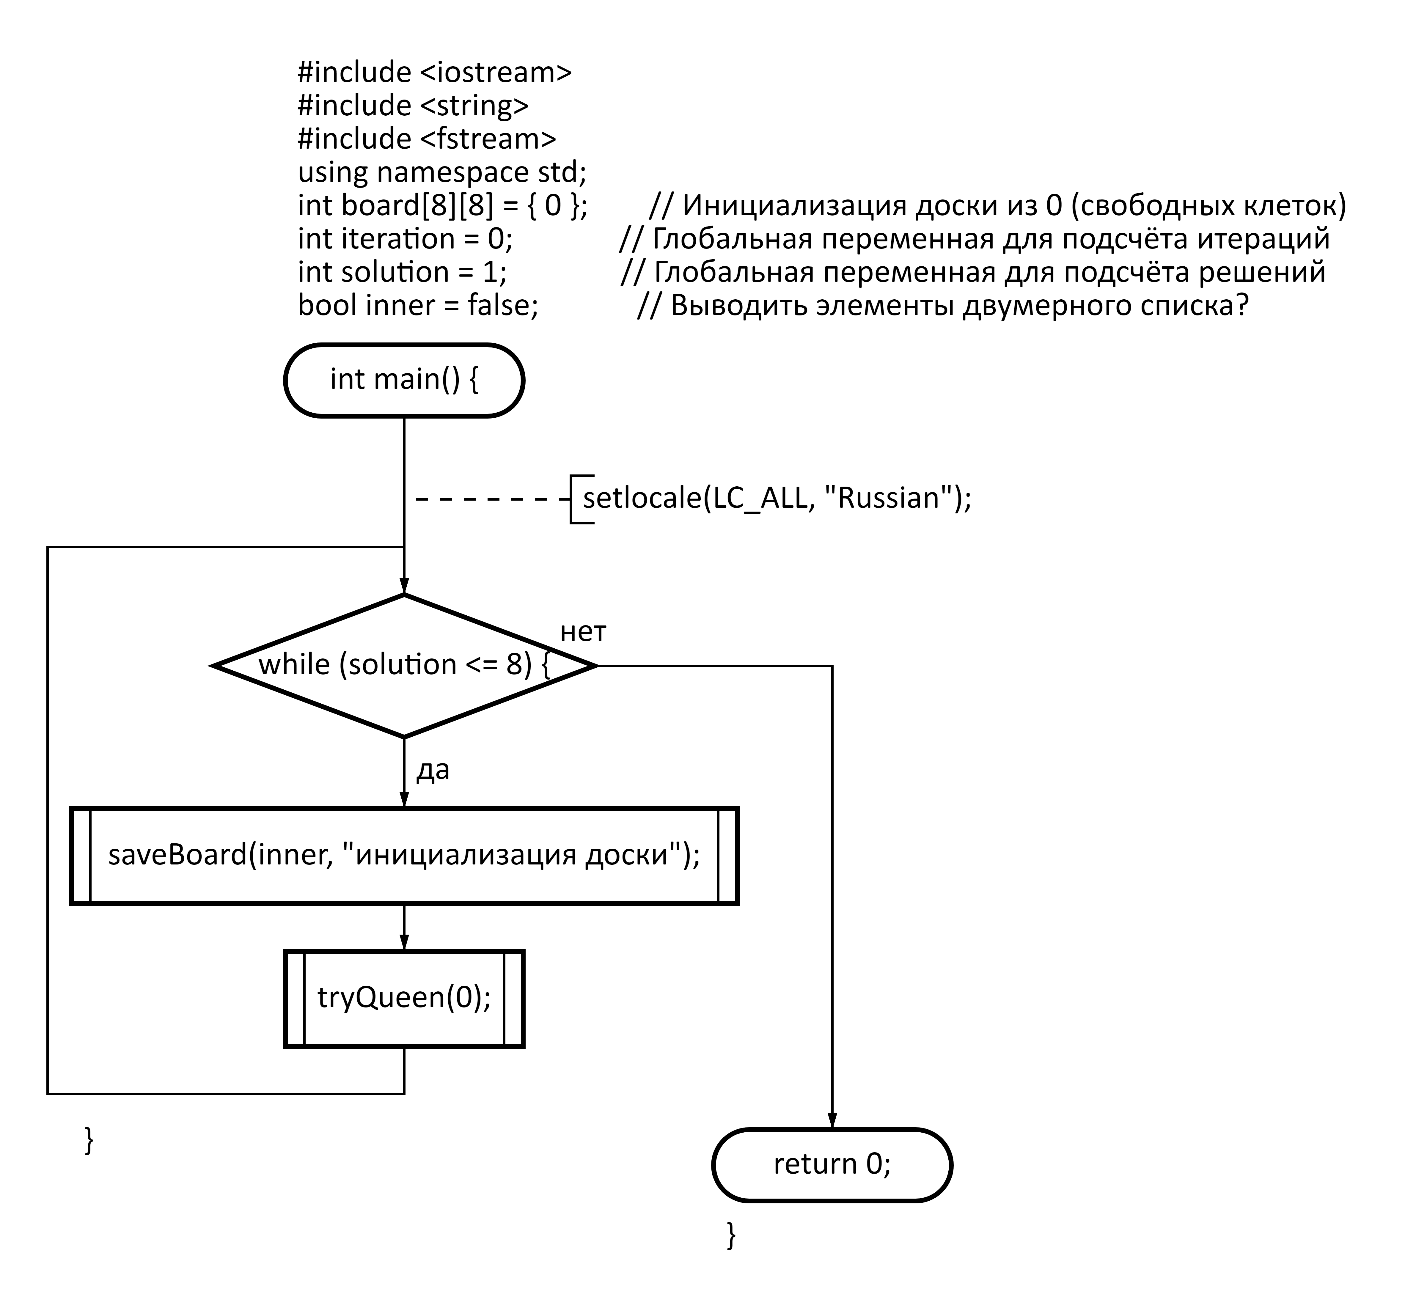 #include <iostream>
#include <string>
#include <fstream>
using namespace std;
int board[8][8] = { 0 }; // Инициализация доски из 0 (свободных клеток)
int iteration = 0; // Глобальная переменная для подсчёта итераций
int solution = 1; // Глобальная переменная для подсчёта решений
bool inner = false; // Выводить элементы двумерного списка?
int main() {
setlocale(LC_ALL, "Russian");
нет
while (solution <= 8) {
да
saveBoard(inner, "инициализация доски");
tryQueen(0);
}
return 0;
}